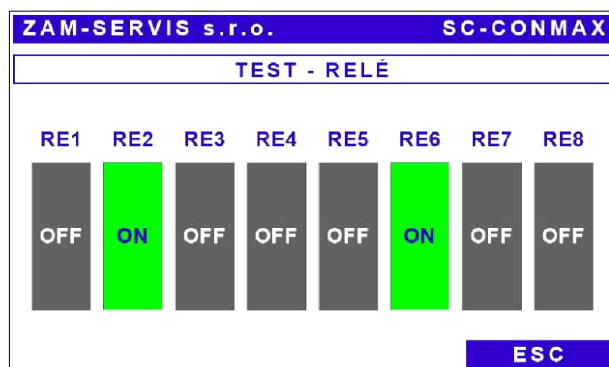 ZAM-SERVIS s.r.o. SC-CONMAX
TEST - RELÉ
RE1 RE2 RE3 RE4 RE5 RE6 RE7 RE8
OFF ON OFF OFF OFF ON OFF OFF
ESC